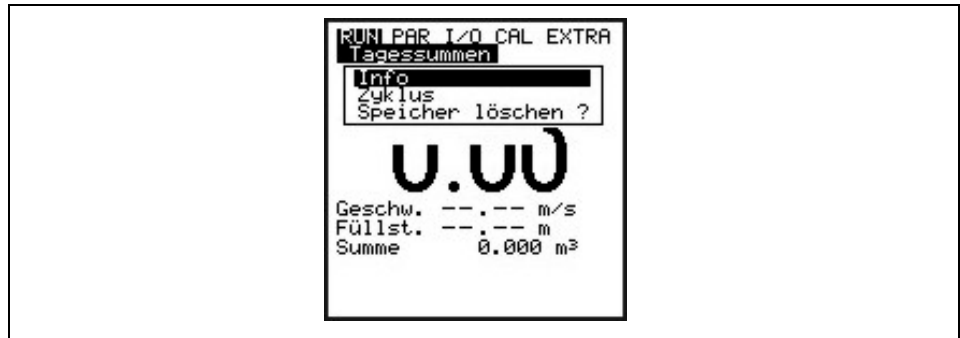 RUN PAR I/O CAL EXTRA
Tagessummen
Info
Zyklus
Speicher löschen ?
0.00
Geschw. --.-- m/s
Füllst. --.-- m
Summe 0.000 m³